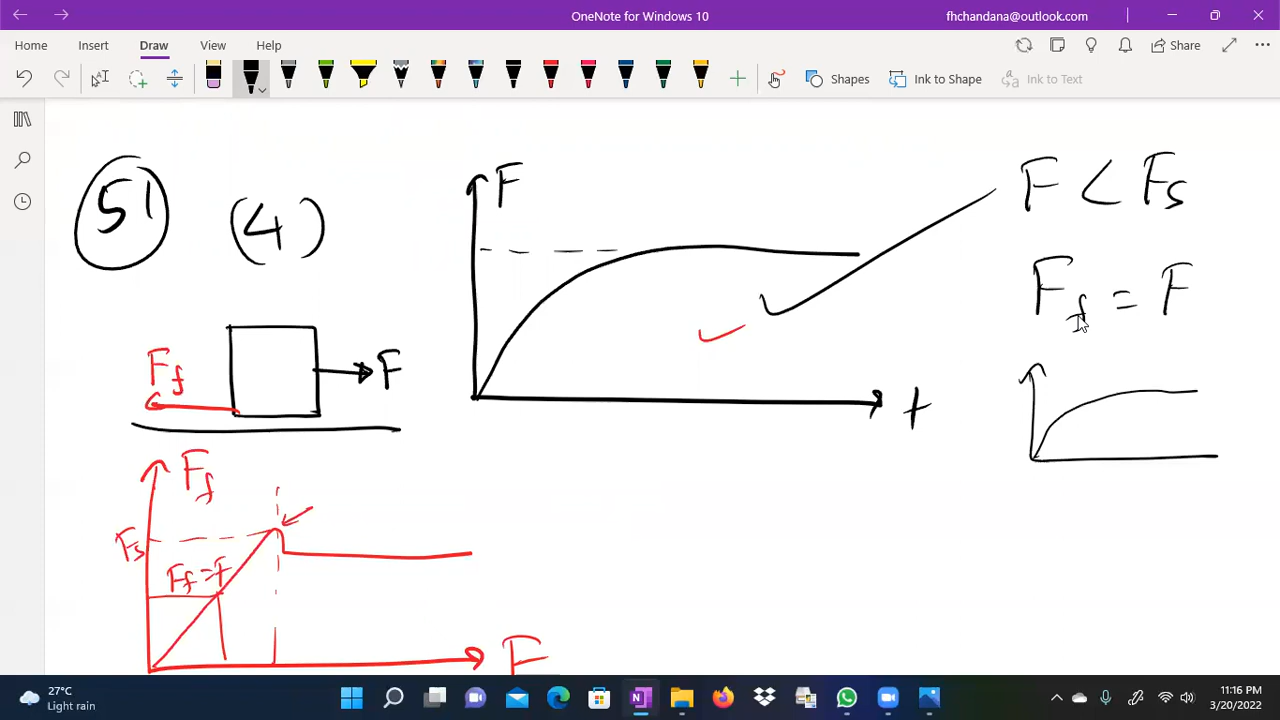 OneNote for Windows 10
fhchandana@outlook.com
Home Insert Draw View Help
Share
Shapes
Ink to Shape
Ink to Text
51
(4)
F
t
F < Fs
Ff = F
Ff
F
Ff
Fs
Ff = F
F
27°C
Light rain
11:16 PM
3/20/2022